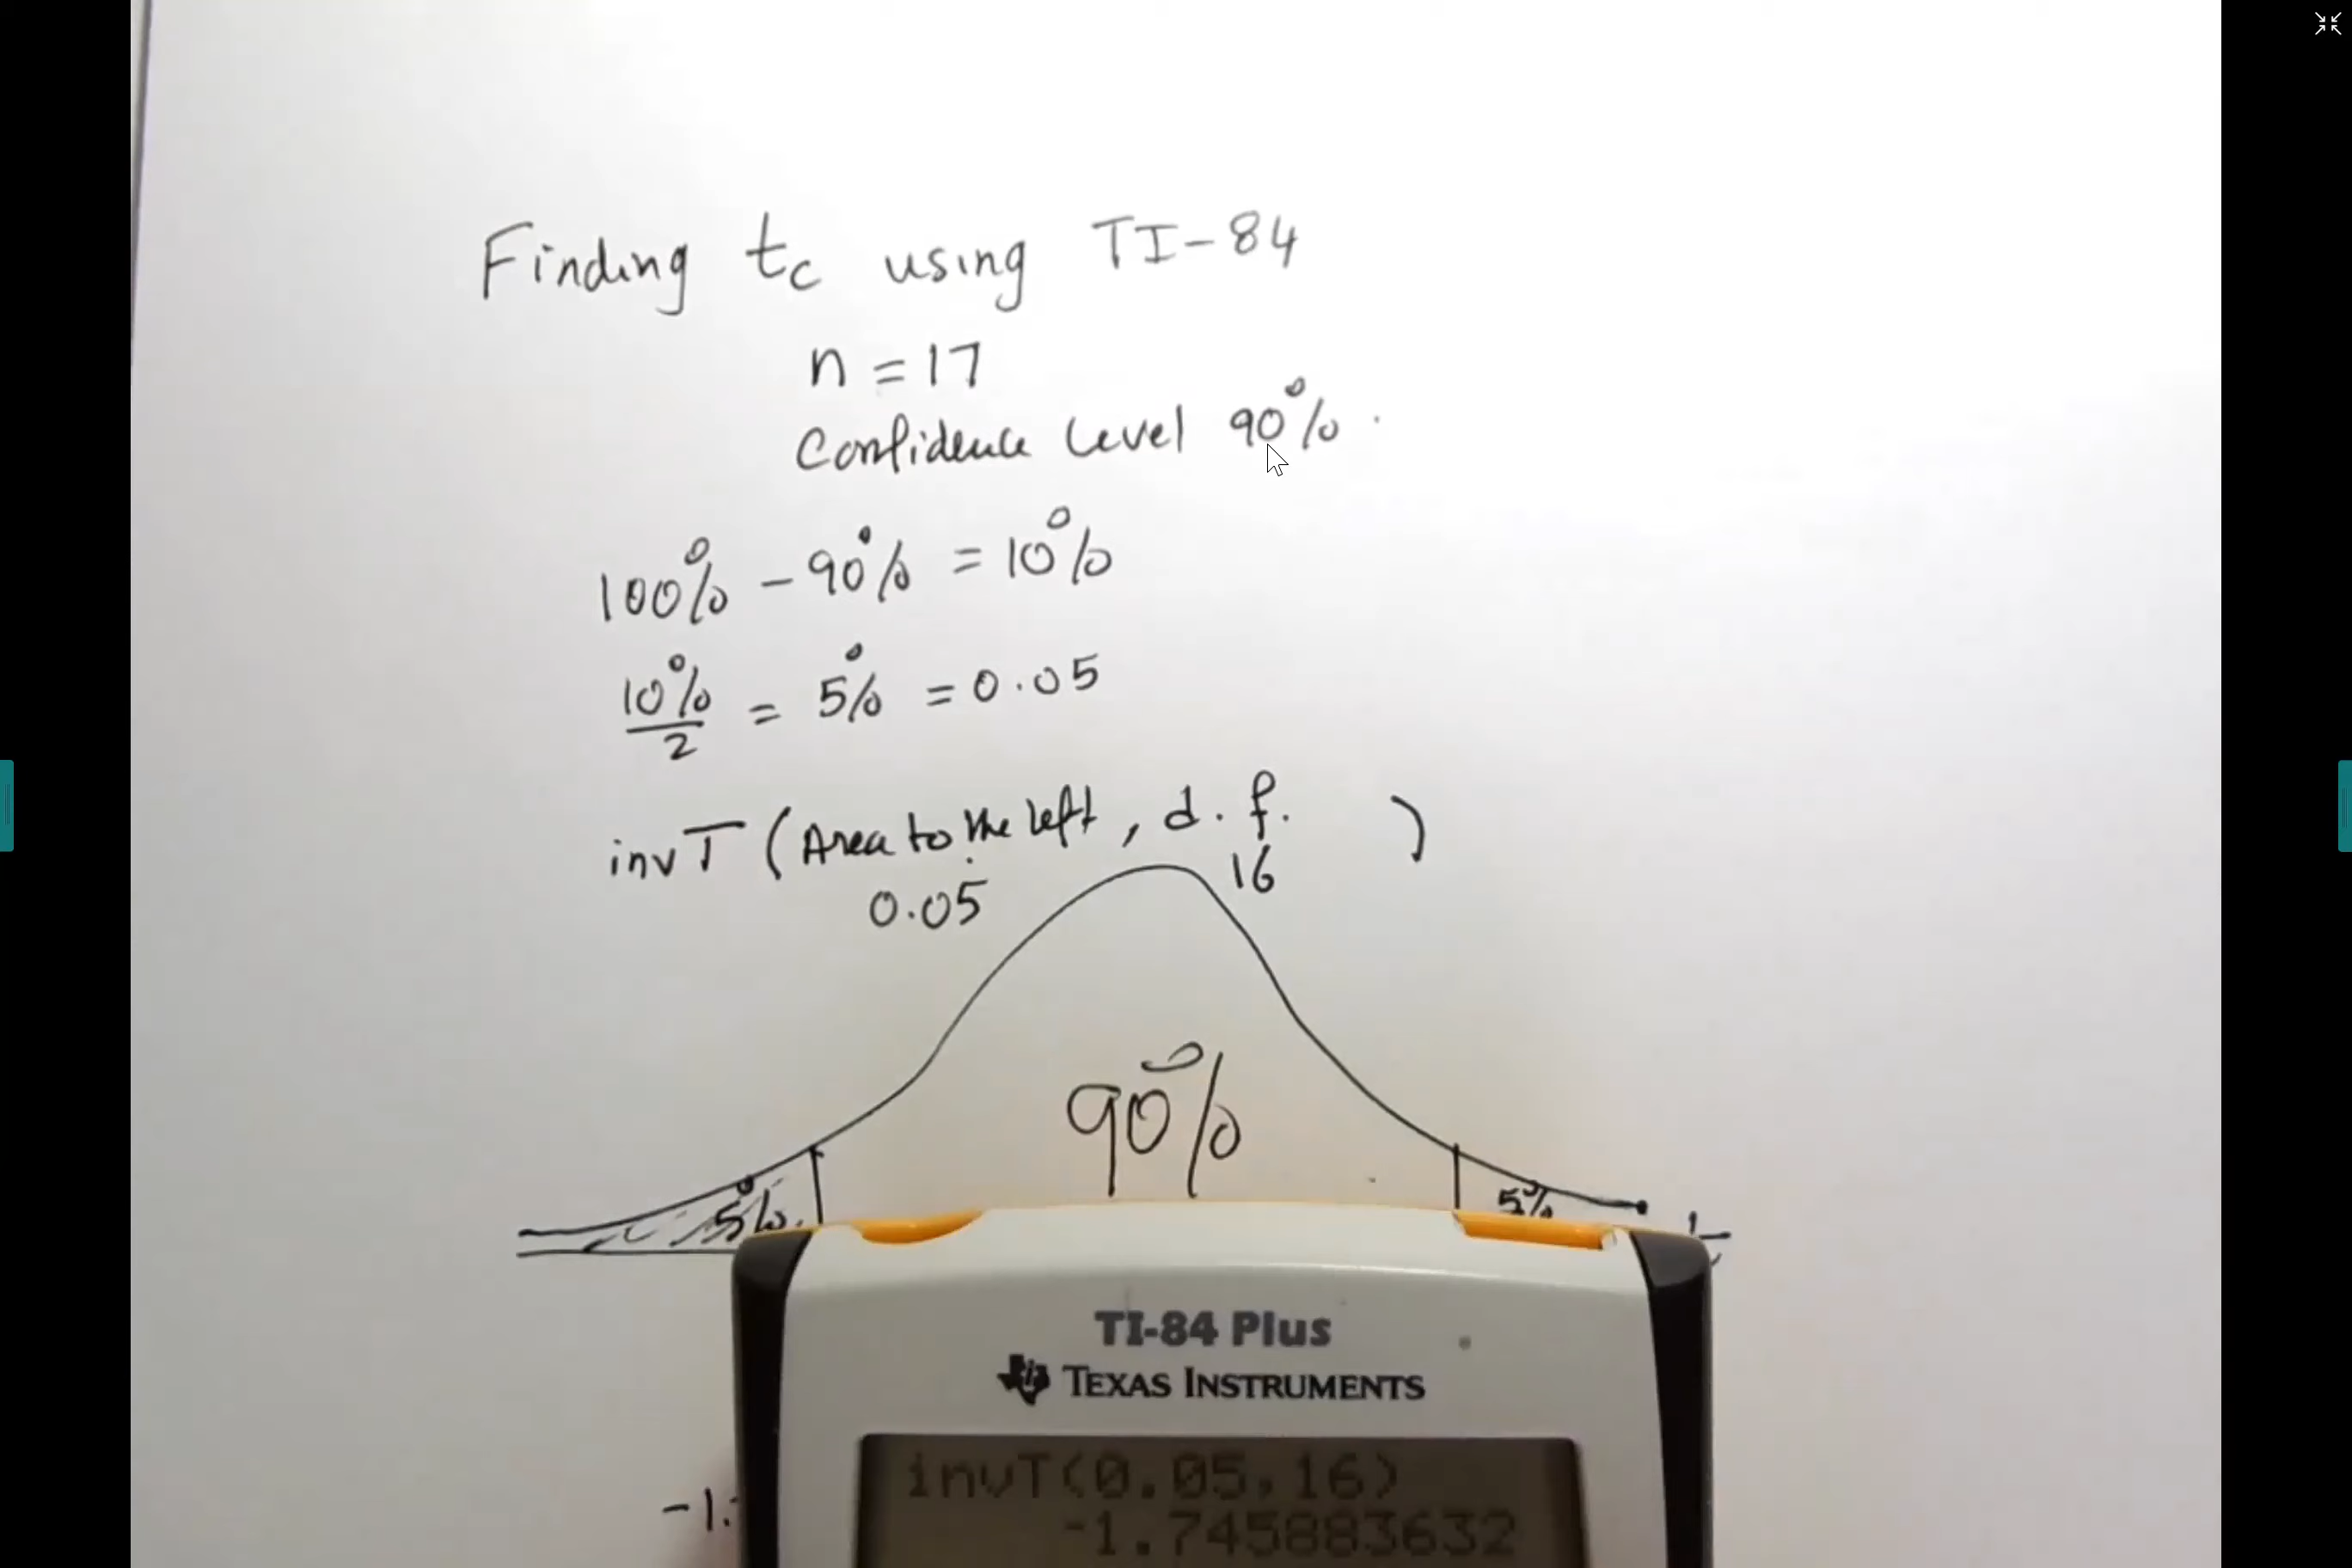 Finding tc using TI-84
n = 17
Confidence Level 90%.
100% - 90% = 10%
10%/2 = 5% = 0.05
invT (Area to the left, d.f. )
0.05 16
90%
5%. 5%
TI-84 Plus
TEXAS INSTRUMENTS
invT(0.05,16)
-1.745883632
-1.